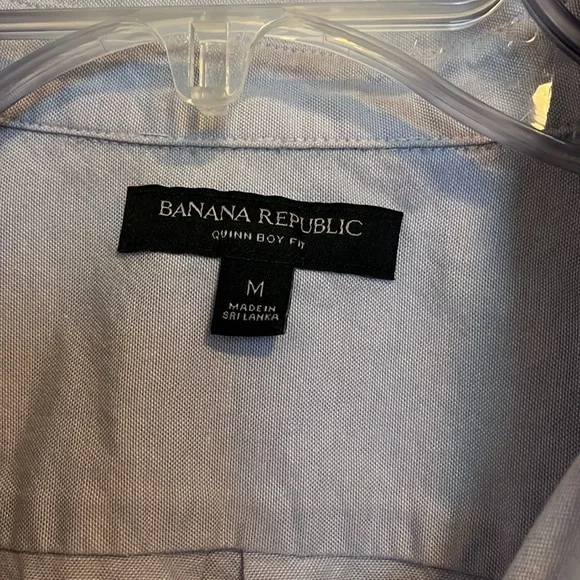 BANANA REPUBLIC
QUINN BOY FIT
M
MADE IN
SRI LANKA